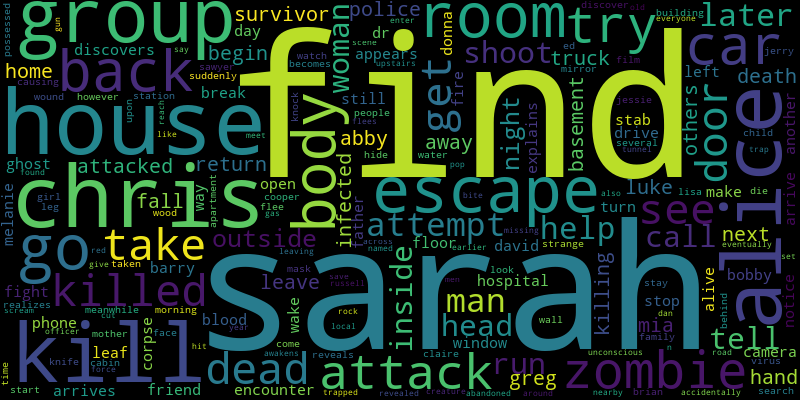 possessed
gun
group
survivor
day
discovers
begin
police
enter
dr
scene
appears
woman
watch
becomes
donna
room
try
discover
old
building
everyone
later
ed
truck
mirror
film
left
car
jerry
death
home
causing
back
say
sawyer
suddenly
upstairs
break
wound
however
station
upon
reach
like
meet
knock
still
people
flees
get
fire
shoot
find
jessie
stab
drive
several
tunnel
others
door
child
trap
another
house
body
abby
hide
away
water
pop
night
explains
basement
ghost
found
attacked
return
infected
father
escape
bite
also
luke
turn
lisa
make
die
alice
arrive
melanie
girl
leg
chris
fall
wood
way
apartment
open
cooper
flee
gas
attempt
help
missing
see
call
next
eventually
set
go
red
give
take
taken
barry
outside
leaving
across
named
floor
earlier
david
strange
bobby
behind
notice
fight
realizes
scream
killed
meanwhile
cut
morning
leave
mask
save
russell
inside
look
hospital
men
sarah
killing
stay
stop
dan
alive
mia
family
n
tell
camera
virus
phone
officer
mother
leaf
cabin
force
corpse
face
blood
year
wake
rock
local
man
head
window
wall
kill
knife
hit
time
start
arrives
friend
dead
come
awakens
reveals
encounter
trapped
attack
claire
revealed
creature
abandoned
run
greg
around
unconscious
zombie
nearby
brian
road
accidentally
hand
search